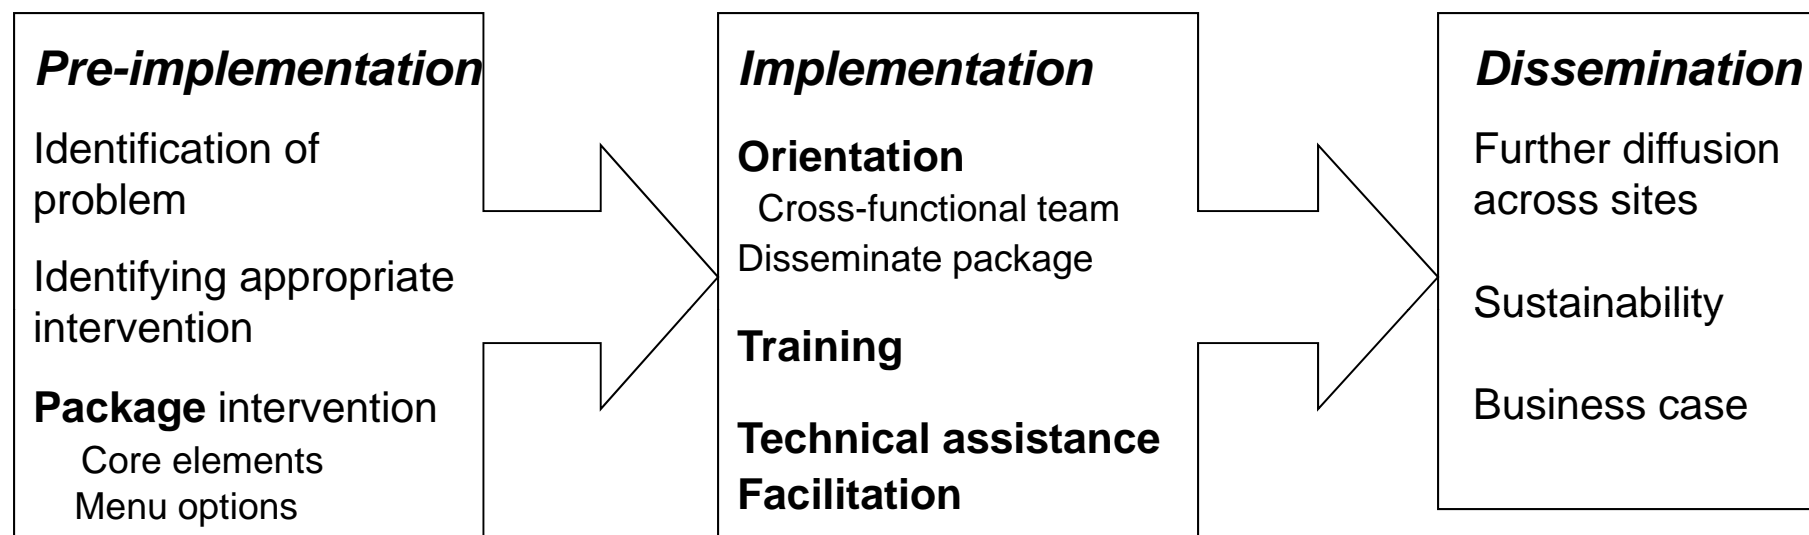 Pre-implementation
Identification of
problem
Identifying appropriate
intervention
Package intervention
Core elements
Menu options
Implementation
Orientation
Cross-functional team
Disseminate package
Training
Technical assistance
Facilitation
Dissemination
Further diffusion
across sites
Sustainability
Business case